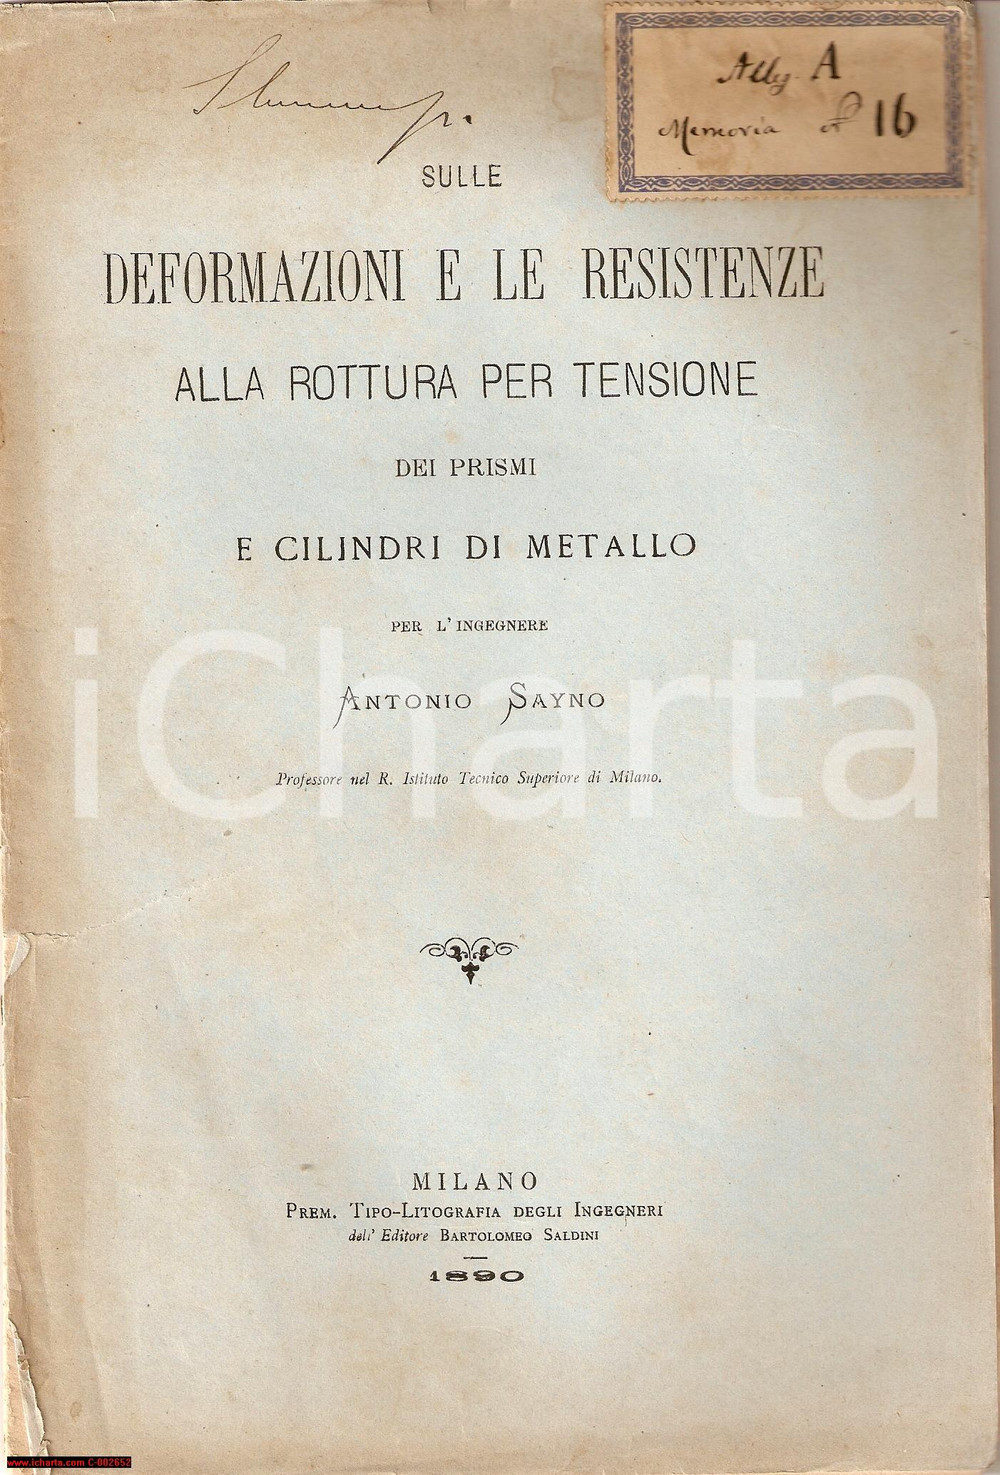 A
Memoria 16
SULLE
DEFORMAZIONI E LE RESISTENZE
ALLA ROTTURA PER TENSIONE
DEI PRISMI
E CILINDRI DI METALLO
PER L'INGEGNERE
ANTONIO SAYNO
Professore nel R. Istituto Tecnico Superiore di Milano.
iCharta
MILANO
PREM. TIPO-LITOGRAFIA DEGLI INGEGNERI
dell' Editore BARTOLOMEO SALDINI
1890
www.icharta.com C-002652